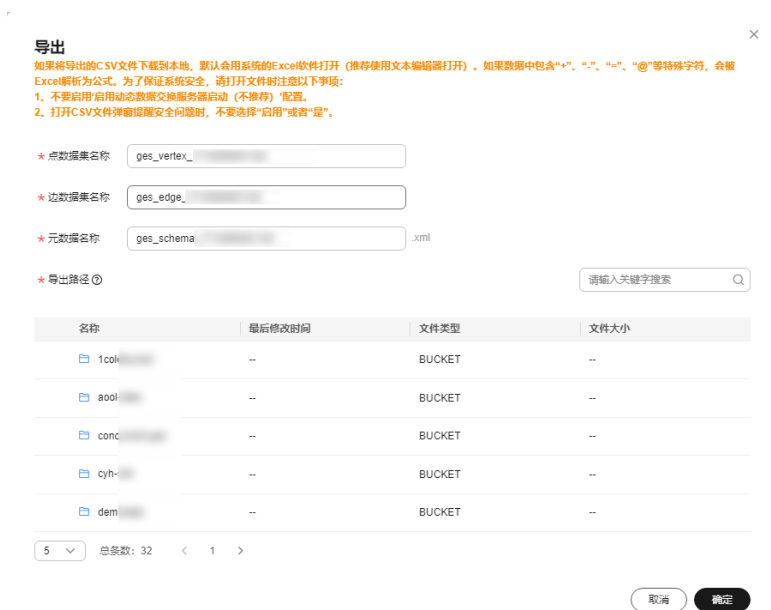 导出
如果将导出的CSV文件下载到本地，默认会用系统的Excel软件打开（推荐使用文本编辑器打开）。如果数据中包含“+”、“-”、“=”、“@”等特殊字符，会被
Excel解析为公式。为了保证系统安全，请打开文件时注意以下事项：
1、不要启用'启用动态数据交换服务器启动（不推荐）'配置。
2、打开CSV文件弹窗提醒安全问题时，不要选择“启用”或者“是”。
* 点数据集名称 ges_vertex_
* 边数据集名称 ges_edge_
* 元数据名称 ges_schema .xml
* 导出路径 ? 请输入关键字搜索
名称 最后修改时间 文件类型 文件大小
1col -- BUCKET --
aool -- BUCKET --
conc -- BUCKET --
cyh- -- BUCKET --
dem -- BUCKET --
5 总条数：32 < 1 >
取消 确定